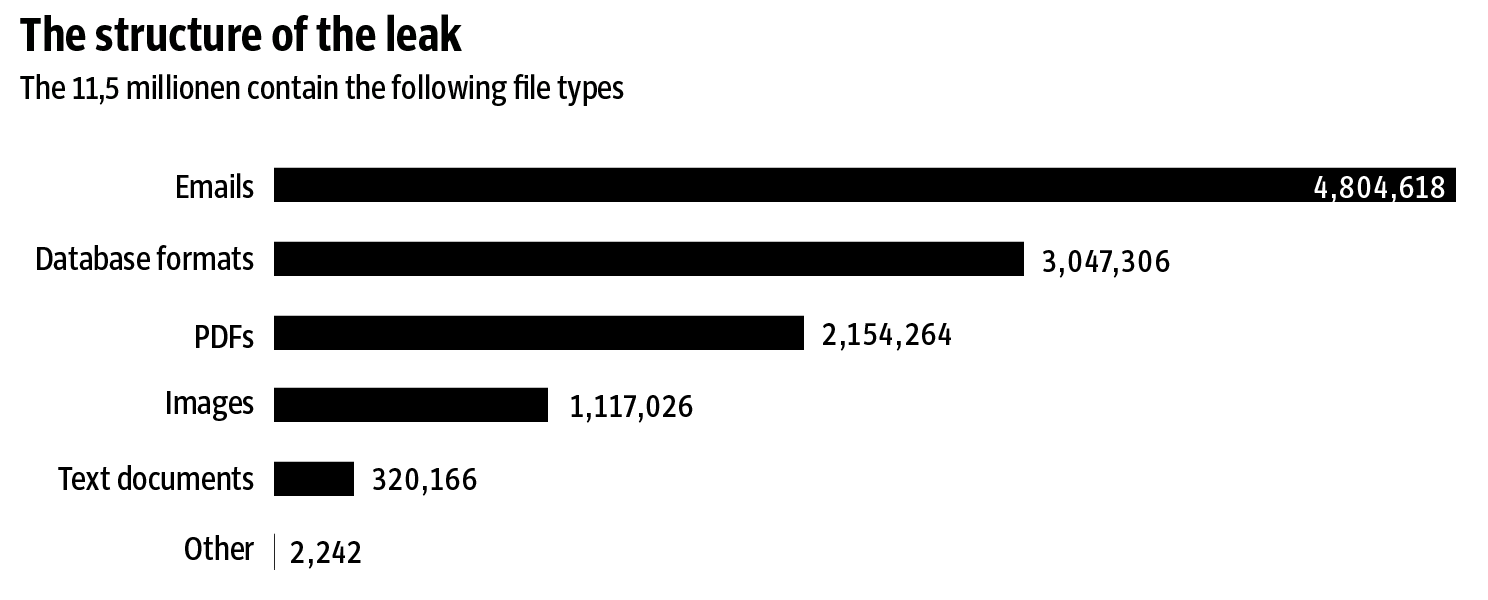 The structure of the leak
The 11,5 millionen contain the following file types
Emails 4,804,618
Database formats 3,047,306
PDFs 2,154,264
Images 1,117,026
Text documents 320,166
Other 2,242